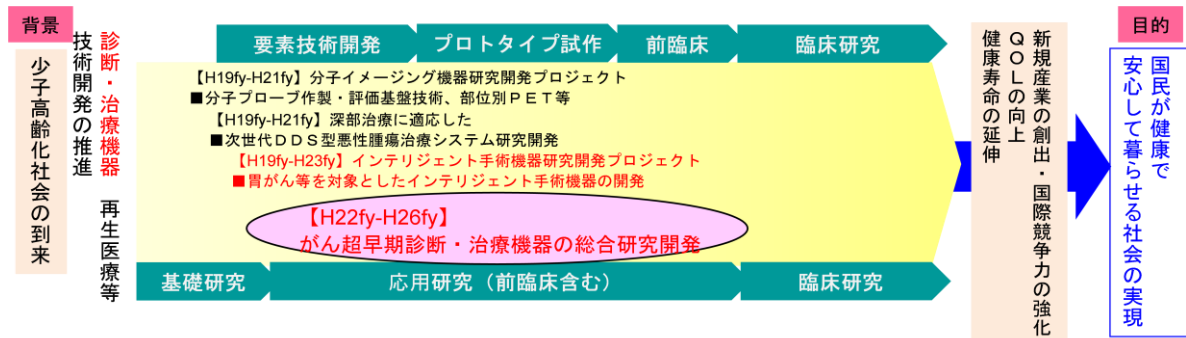 背景
少子高齢化社会の到来
診断・治療機器 再生医療等
技術開発の推進
要素技術開発
プロトタイプ試作
前臨床
臨床研究
【H19fy-H21fy】分子イメージング機器研究開発プロジェクト
■分子プローブ作製・評価基盤技術、部位別ＰＥＴ等
【H19fy-H21fy】深部治療に適応した
■次世代ＤＤＳ型悪性腫瘍治療システム研究開発
【H19fy-H23fy】インテリジェント手術機器研究開発プロジェクト
■胃がん等を対象としたインテリジェント手術機器の開発
【H22fy-H26fy】
がん超早期診断・治療機器の総合研究開発
基礎研究
応用研究（前臨床含む）
臨床研究
新規産業の創出・国際競争力の強化
ＱＯＬの向上
健康寿命の延伸
目的
国民が健康で
安心して暮らせる社会の実現